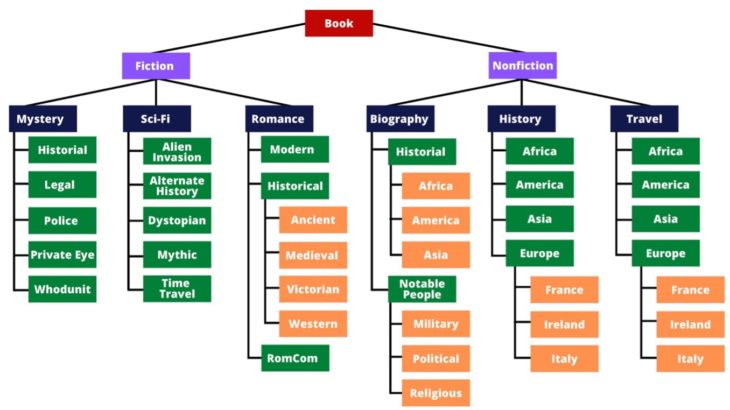 Book
Fiction
Nonfiction
Mystery
Sci-Fi
Romance
Biography
History
Travel
Historial
Legal
Police
Private Eye
Whodunit
Alien
Invasion
Alternate
History
Dystopian
Mythic
Time
Travel
Modern
Historical
Ancient
Medieval
Victorian
Western
RomCom
Historial
Africa
America
Asia
Notable
People
Military
Political
Religious
Africa
America
Asia
Europe
France
Ireland
Italy
Africa
America
Asia
Europe
France
Ireland
Italy